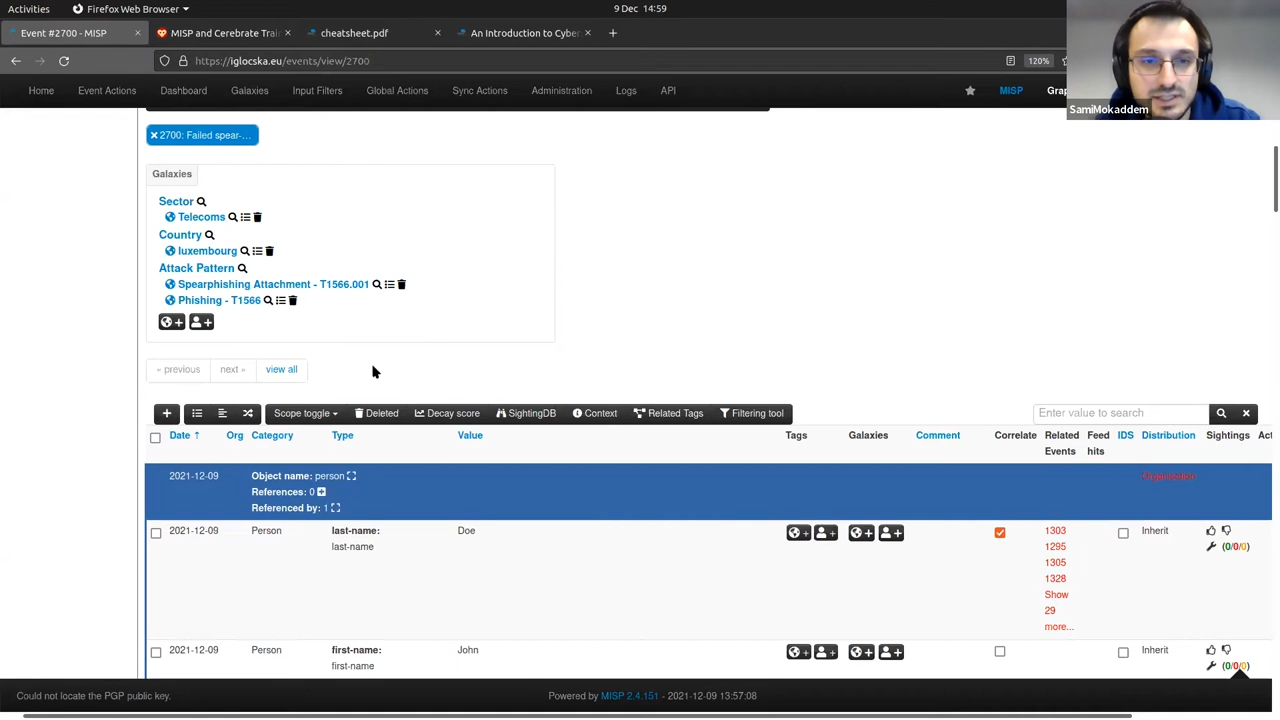 Activities
Firefox Web Browser
9 Dec 14:59
Event #2700 - MISP
MISP and Cerebrate Trai
cheatsheet.pdf
An Introduction to Cyber
https://iglocska.eu/events/view/2700
120%
Home
Event Actions
Dashboard
Galaxies
Input Filters
Global Actions
Sync Actions
Administration
Logs
API
MISP
SamiMokaddem
2700: Failed spear-...
Galaxies
Sector
Telecoms
Country
luxembourg
Attack Pattern
Spearphishing Attachment - T1566.001
Phishing - T1566
« previous
next »
view all
Scope toggle
Deleted
Decay score
SightingDB
Context
Related Tags
Filtering tool
Enter value to search
Date ↑
Org
Category
Type
Value
Tags
Galaxies
Comment
Correlate
Related Events
Feed hits
IDS
Distribution
Sightings
2021-12-09
Object name: person
References: 0
Referenced by: 1
Organisation
2021-12-09
Person
last-name:
last-name
Doe
1303
1295
1305
1328
Show
29
more...
Inherit
(0/0/0)
2021-12-09
Person
first-name:
first-name
John
Inherit
(0/0/0)
Could not locate the PGP public key.
Powered by MISP 2.4.151 - 2021-12-09 13:57:08